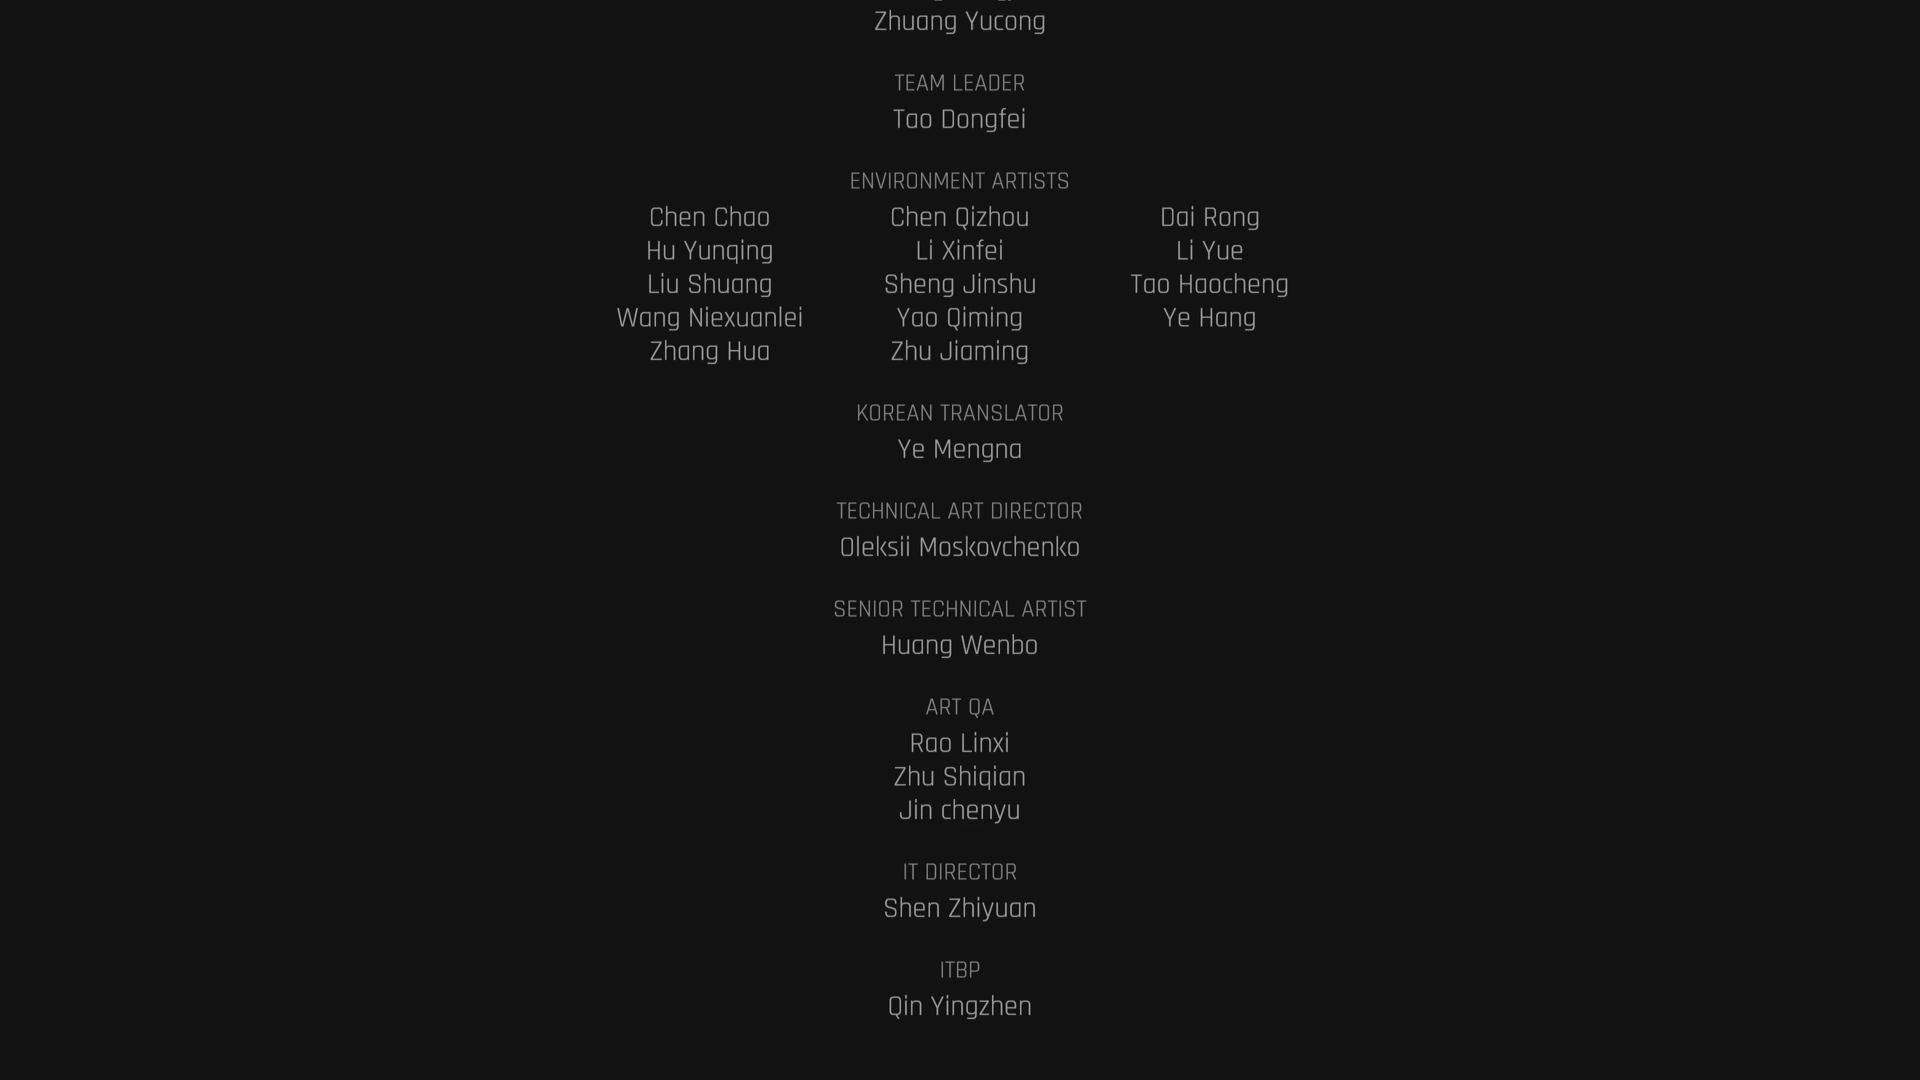 Zhuang Yucong
TEAM LEADER
Tao Dongfei
ENVIRONMENT ARTISTS
Chen Chao Chen Qizhou Dai Rong
Hu Yunqing Li Xinfei Li Yue
Liu Shuang Sheng Jinshu Tao Haocheng
Wang Niexuanlei Yao Qiming Ye Hang
Zhang Hua Zhu Jiaming
KOREAN TRANSLATOR
Ye Mengna
TECHNICAL ART DIRECTOR
Oleksii Moskovchenko
SENIOR TECHNICAL ARTIST
Huang Wenbo
ART QA
Rao Linxi
Zhu Shiqian
Jin chenyu
IT DIRECTOR
Shen Zhiyuan
ITBP
Qin Yingzhen